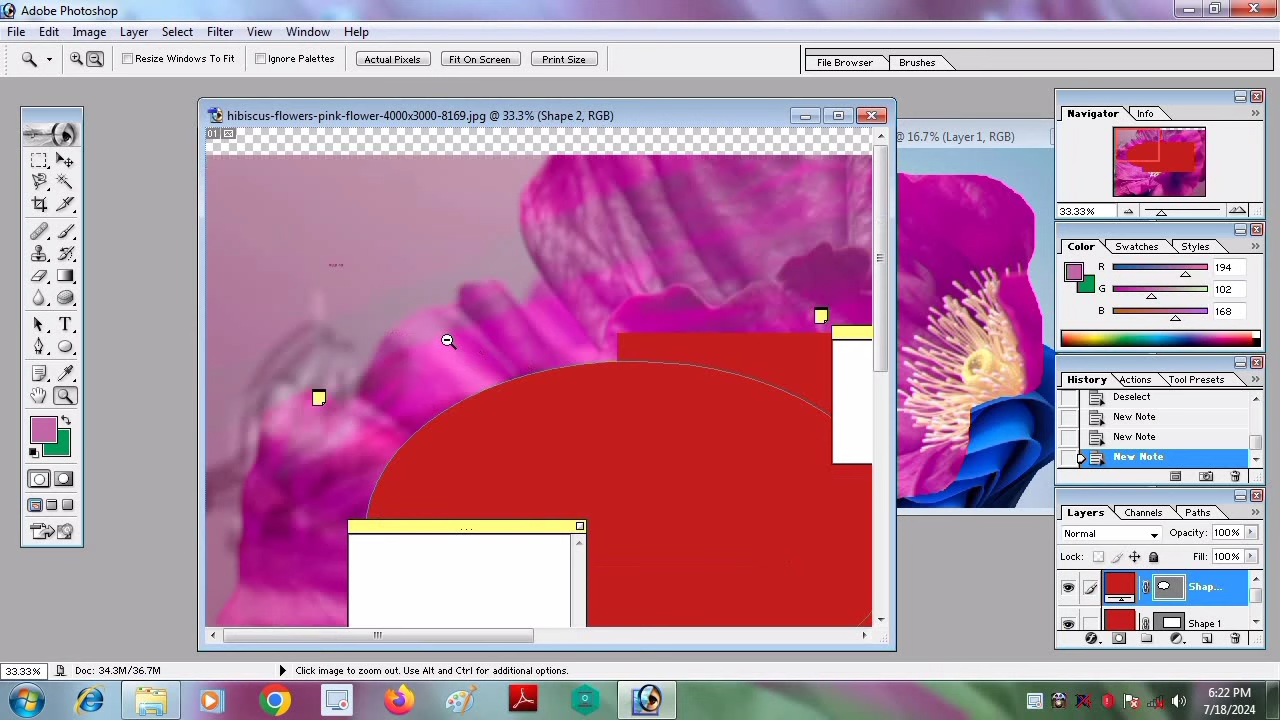 Adobe Photoshop
File Edit Image Layer Select Filter View Window Help
Resize Windows To Fit Ignore Palettes Actual Pixels Fit On Screen Print Size File Browser Brushes
hibiscus-flowers-pink-flower-4000x3000-8169.jpg @ 33.3% (Shape 2, RGB)
@ 16.7% (Layer 1, RGB)
01
...
Navigator Info
33.33%
Color Swatches Styles
R 194
G 102
B 168
History Actions Tool Presets
Deselect
New Note
New Note
New Note
Layers Channels Paths
Normal Opacity: 100%
Lock: Fill: 100%
Shap...
Shape 1
33.33% Doc: 34.3M/36.7M Click image to zoom out. Use Alt and Ctrl for additional options.
6:22 PM
7/18/2024